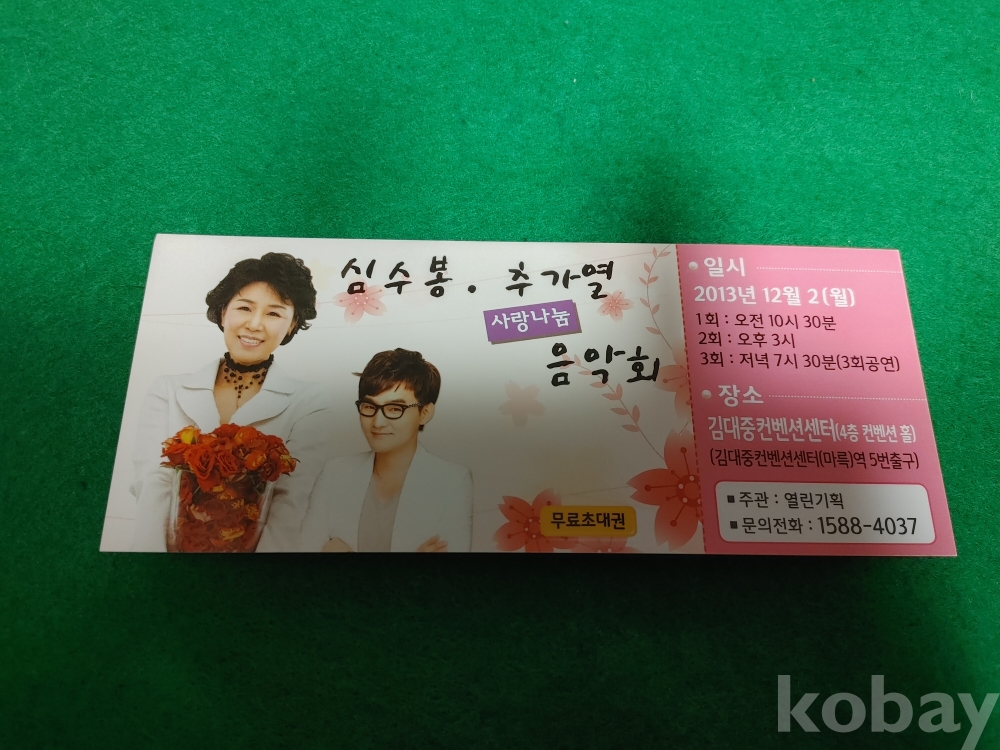 심수봉. 추가열
사랑나눔
음악회
무료초대권
• 일시
2013년 12월 2(월)
1회 : 오전 10시 30분
2회 : 오후 3시
3회 : 저녁 7시 30분(3회공연)
• 장소
김대중컨벤션센터(4층 컨벤션 홀)
(김대중컨벤션센터(마륵)역 5번출구)
■ 주관 : 열린기획
■ 문의전화 : 1588-4037
kobay